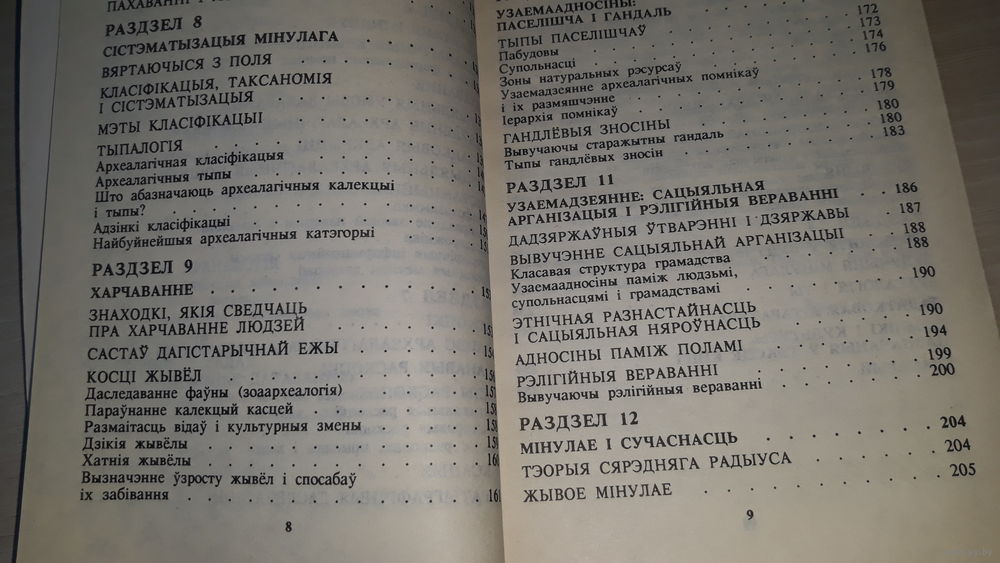 РАЗДЗЕЛ 8
СІСТЭМАТЫЗАЦЫЯ МІНУЛАГА
ВЯРТАЮЧЫСЯ З ПОЛЯ
КЛАСІФІКАЦЫЯ, ТАКСАНОМІЯ
І СІСТЭМАТЫЗАЦЫЯ
МЭТЫ КЛАСІФІКАЦЫІ
ТЫПАЛОГІЯ
Археалагічная класіфікацыя
Археалагічныя тыпы
Што абазначаюць археалагічныя калекцыі
і тыпы?
Адзінкі класіфікацыі
Найбуйнейшыя археалагічныя катэгорыі
РАЗДЗЕЛ 9
ХАРЧАВАННЕ
ЗНАХОДКІ, ЯКІЯ СВЕДЧАЦЬ
ПРА ХАРЧАВАННЕ ЛЮДЗЕЙ
САСТАЎ ДАГІСТАРЫЧНАЙ ЕЖЫ
КОСЦІ ЖЫВЁЛ
Даследаванне фаўны (зоаархеалогія)
Параўнанне калекцый касцей
Размаітасць відаў і культурныя змены
Дзікія жывёлы
Хатнія жывёлы
Вызначэнне ўзросту жывёл і спосабаў
іх забівання
8
УЗАЕМААДНОСІНЫ:
ПАСЕЛІШЧА І ГАНДАЛЬ 172
ТЫПЫ ПАСЕЛІШЧАЎ 173
Пабудовы 174
Супольнасці 176
Зоны натуральных рэсурсаў
Узаемадзеянне археалагічных помнікаў 178
і іх размяшчэнне 179
Іерархія помнікаў
ГАНДЛЁВЫЯ ЗНОСІНЫ 180
Вывучаючы старажытны гандаль 180
Тыпы гандлёвых зносін 183
РАЗДЗЕЛ 11
УЗАЕМАДЗЕЯННЕ: САЦЫЯЛЬНАЯ
АРГАНІЗАЦЫЯ І РЭЛІГІЙНЫЯ ВЕРАВАННІ 186
ДАДЗЯРЖАЎНЫЯ ЎТВАРЭННІ І ДЗЯРЖАВЫ 187
ВЫВУЧЭННЕ САЦЫЯЛЬНАЙ АРГАНІЗАЦЫІ 188
Класавая структура грамадства 188
Узаемаадносіны паміж людзьмі,
супольнасцямі і грамадствамі 190
ЭТНІЧНАЯ РАЗНАСТАЙНАСЦЬ
І САЦЫЯЛЬНАЯ НЯРОЎНАСЦЬ 190
АДНОСІНЫ ПАМІЖ ПОЛАМІ 194
РЭЛІГІЙНЫЯ ВЕРАВАННІ 199
Вывучаючы рэлігійныя вераванні 200
РАЗДЗЕЛ 12
МІНУЛАЕ І СУЧАСНАСЦЬ 204
ТЭОРЫЯ СЯРЭДНЯГА РАДЫУСА 204
ЖЫВОЕ МІНУЛАЕ 205
9